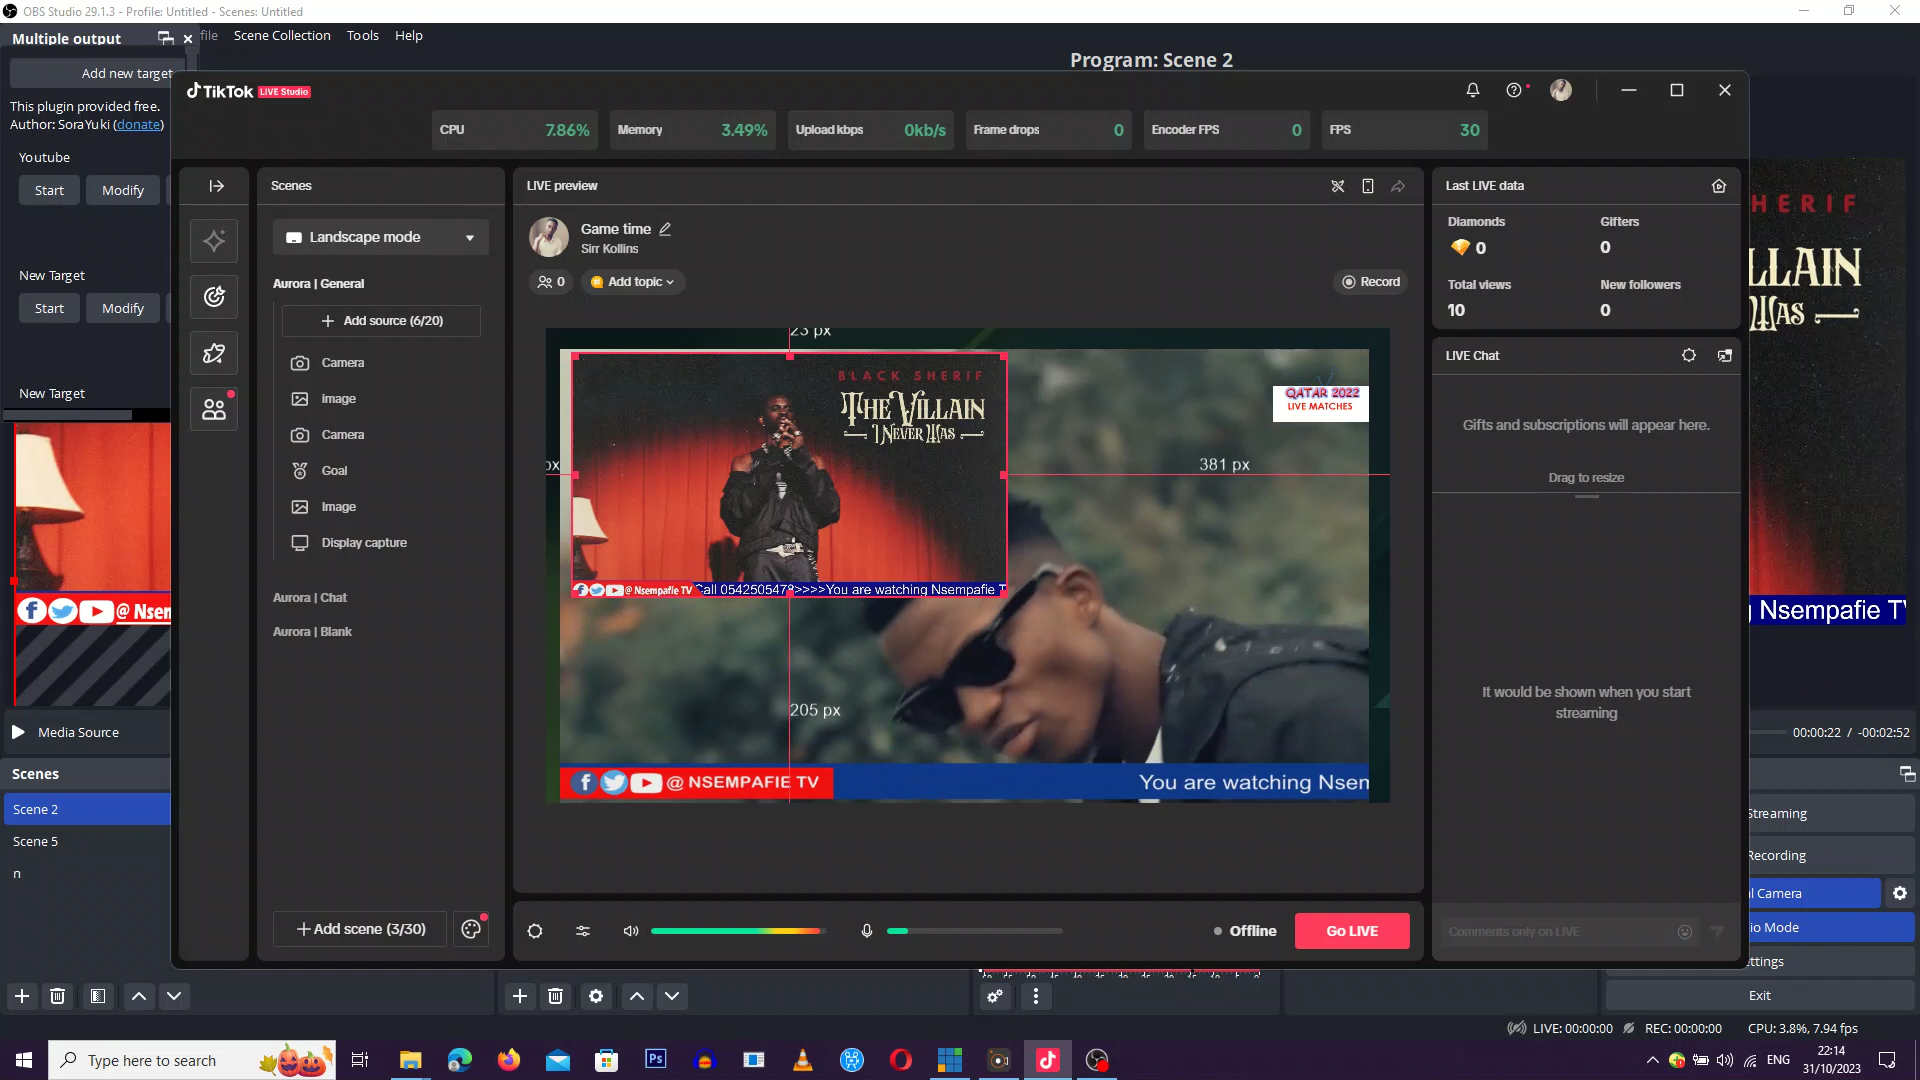 OBS Studio 29.1.3 - Profile: Untitled - Scenes: Untitled
Multiple output
file
Scene Collection
Tools
Help
Add new target
This plugin provided free.
Author: SoraYuki (donate)
Youtube
Start
Modify
New Target
Start
Modify
New Target
Program: Scene 2
TikTok LIVE Studio
CPU 7.86%
Memory 3.49%
Upload kbps 0kb/s
Frame drops 0
Encoder FPS 0
FPS 30
Scenes
Landscape mode
Aurora | General
+ Add source (6/20)
Camera
image
Camera
Goal
Image
Display capture
Aurora | Chat
Aurora | Blank
+Add scene (3/30)
LIVE preview
Game time
Sirr Kollins
0
Add topic
Record
23 px
BLACK SHERIF
THE VILLAIN
I NEVER WAS
QATAR 2022
LIVE MATCHES
px
381 px
@ Nsempafie TV
Call 0542505478>>>>You are watching Nsempafie T
205 px
@ NSEMPAFIE TV
You are watching Nsem
Offline
Go LIVE
Last LIVE data
Diamonds
0
Gifters
0
Total views
10
New followers
0
LIVE Chat
Gifts and subscriptions will appear here.
Drag to resize
It would be shown when you start
streaming
Comments only on LIVE
HERIF
LLAIN
Was
@ Nsem
Nsempafie TV
Media Source
00:00:22 / -00:02:52
Scenes
Scene 2
Scene 5
n
Streaming
Recording
l Camera
io Mode
ettings
Exit
LIVE: 00:00:00
REC: 00:00:00
CPU: 3.8%, 7.94 fps
Type here to search
Ps
ENG
22:14
31/10/2023